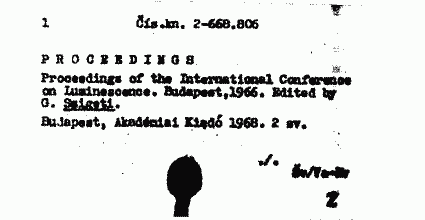 1 Čís.kn. 2-668.806
PROCEEDINGS
Proceedings of the International Conference
on Luminescence. Budapest,1966. Edited by
G. Szigeti.
Budapest, Akadémiai Kiadó 1968. 2 sv.
./.
2